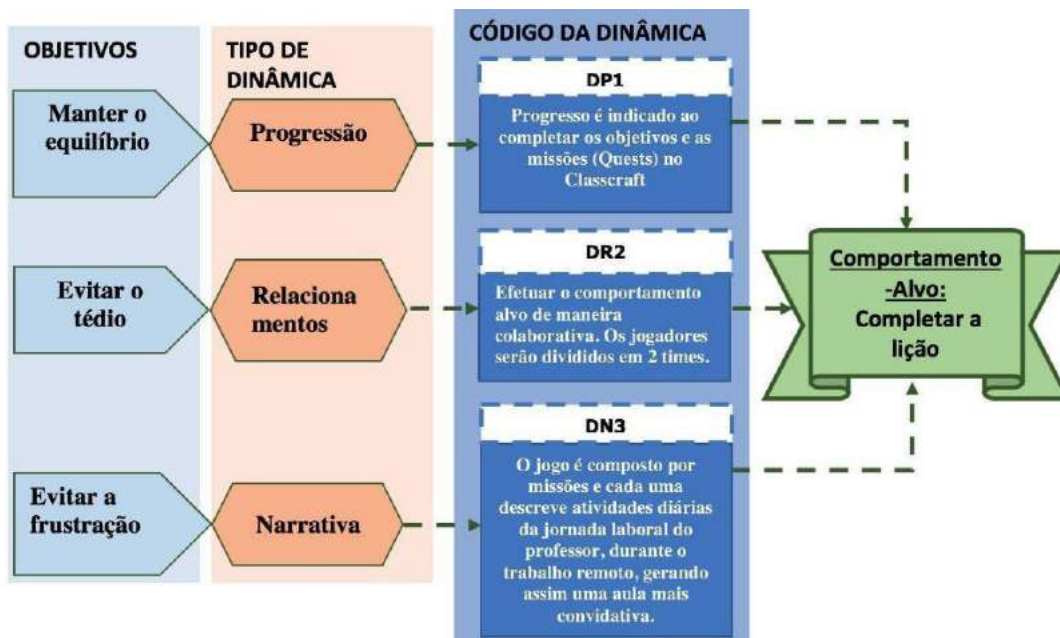 OBJETIVOS
TIPO DE
DINÂMICA
CÓDIGO DA DINÂMICA
Manter o
equilíbrio
Progressão
DP1
Progresso é indicado ao
completar os objetivos e as
missões (Quests) no
Classcraft
Evitar o
tédio
Relaciona
mentos
DR2
Efetuar o comportamento
alvo de maneira
colaborativa. Os jogadores
serão divididos em 2 times.
Evitar a
frustração
Narrativa
DN3
O jogo é composto por
missões e cada uma
descreve atividades diárias
da jornada laboral do
professor, durante o
trabalho remoto, gerando
assim uma aula mais
convidativa.
Comportamento
-Alvo:
Completar a
lição